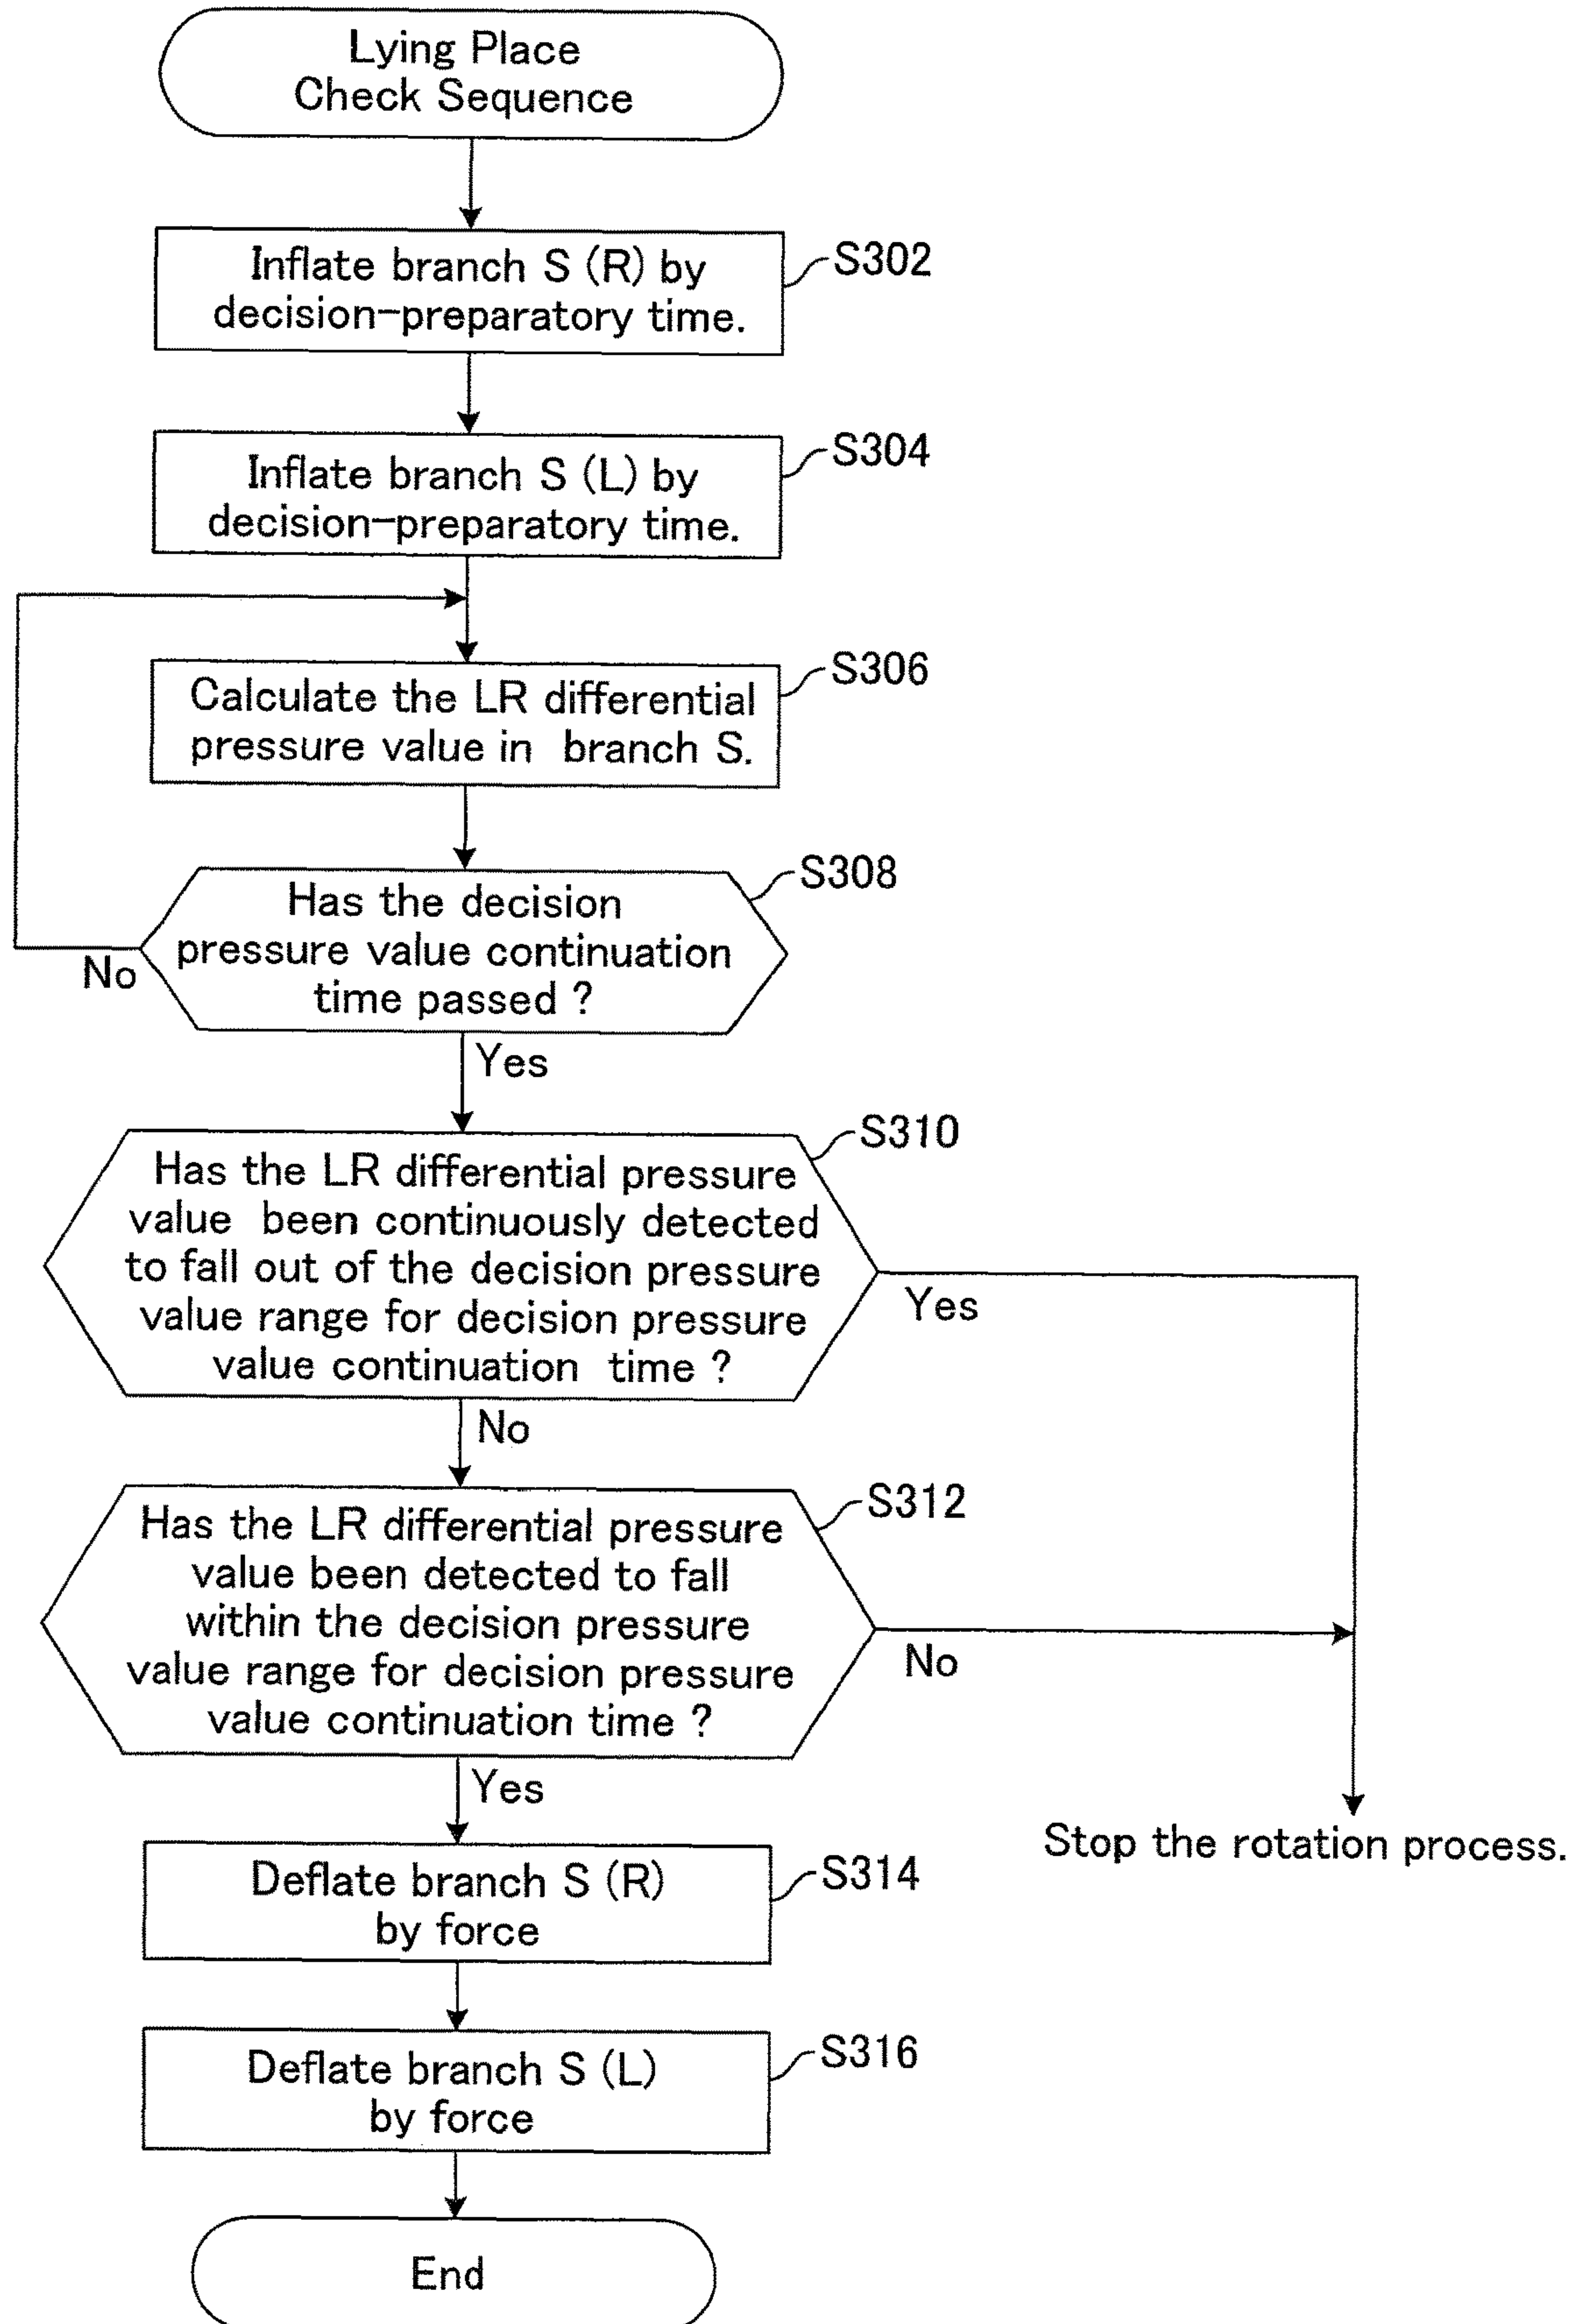 Lying Place
Check Sequence
Inflate branch S (R) by
decision-preparatory time.
S302
Inflate branch S (L) by
decision-preparatory time.
S304
Calculate the LR differential
pressure value in branch S.
S306
Has the decision
pressure value continuation
time passed ?
S308
No
Yes
Has the LR differential pressure
value been continuously detected
to fall out of the decision pressure
value range for decision pressure
value continuation time ?
S310
Yes
No
Has the LR differential pressure
value been detected to fall
within the decision pressure
value range for decision pressure
value continuation time ?
S312
No
Yes
Stop the rotation process.
Deflate branch S (R)
by force
S314
Deflate branch S (L)
by force
S316
End